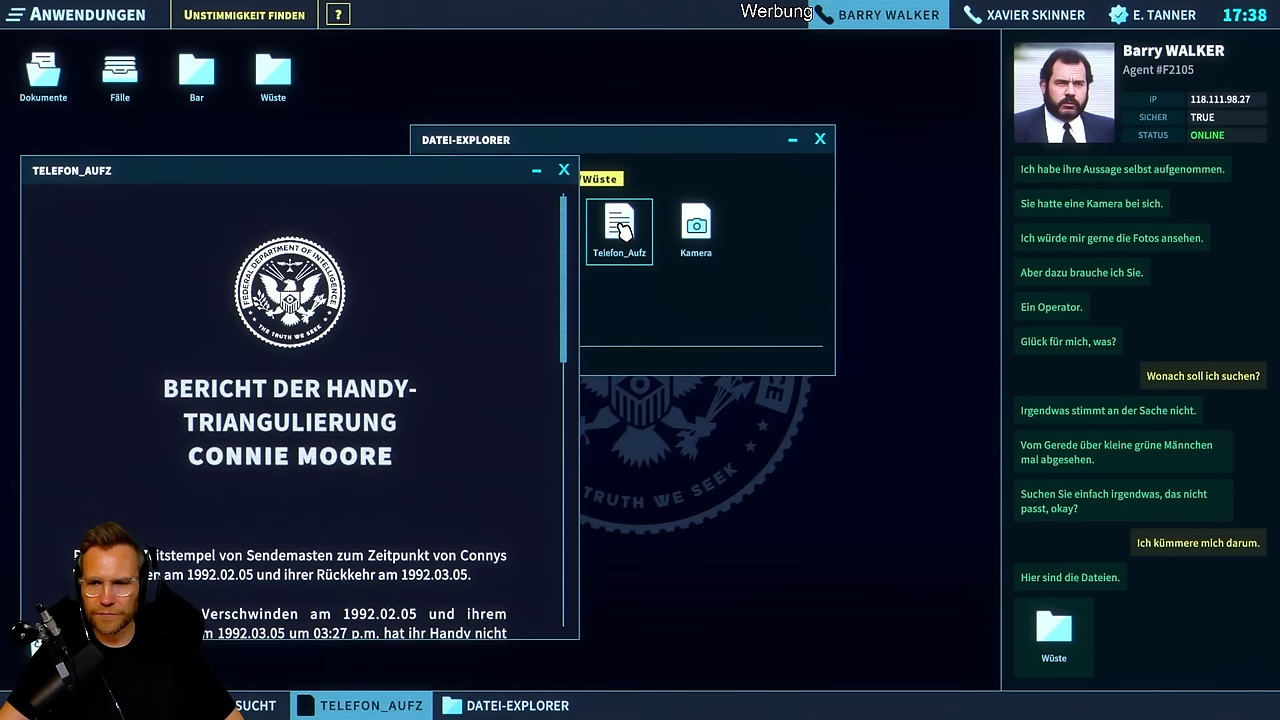 ANWENDUNGEN
UNSTIMMIGKEIT FINDEN
?
Werbung
BARRY WALKER
XAVIER SKINNER
E. TANNER
17:38
Dokumente
Fälle
Bar
Wüste
DATEI-EXPLORER
/Wüste
Telefon_Aufz
Kamera
TELEFON_AUFZ
FEDERAL DEPARTMENT OF INTELLIGENCE
THE TRUTH WE SEEK
BERICHT DER HANDY-
TRIANGULIERUNG
CONNIE MOORE
itstempel von Sendemasten zum Zeitpunkt von Connys
en am 1992.02.05 und ihrer Rückkehr am 1992.03.05.
Verschwinden am 1992.02.05 und ihrem
m 1992.03.05 um 03:27 p.m. hat ihr Handy nicht
TRUTH WE SEEK
Barry WALKER
Agent #F2105
IP 118.111.98.27
SICHER TRUE
STATUS ONLINE
Ich habe ihre Aussage selbst aufgenommen.
Sie hatte eine Kamera bei sich.
Ich würde mir gerne die Fotos ansehen.
Aber dazu brauche ich Sie.
Ein Operator.
Glück für mich, was?
Wonach soll ich suchen?
Irgendwas stimmt an der Sache nicht.
Vom Gerede über kleine grüne Männchen
mal abgesehen.
Suchen Sie einfach irgendwas, das nicht
passt, okay?
Ich kümmere mich darum.
Hier sind die Dateien.
Wüste
SUCHT
TELEFON_AUFZ
DATEI-EXPLORER